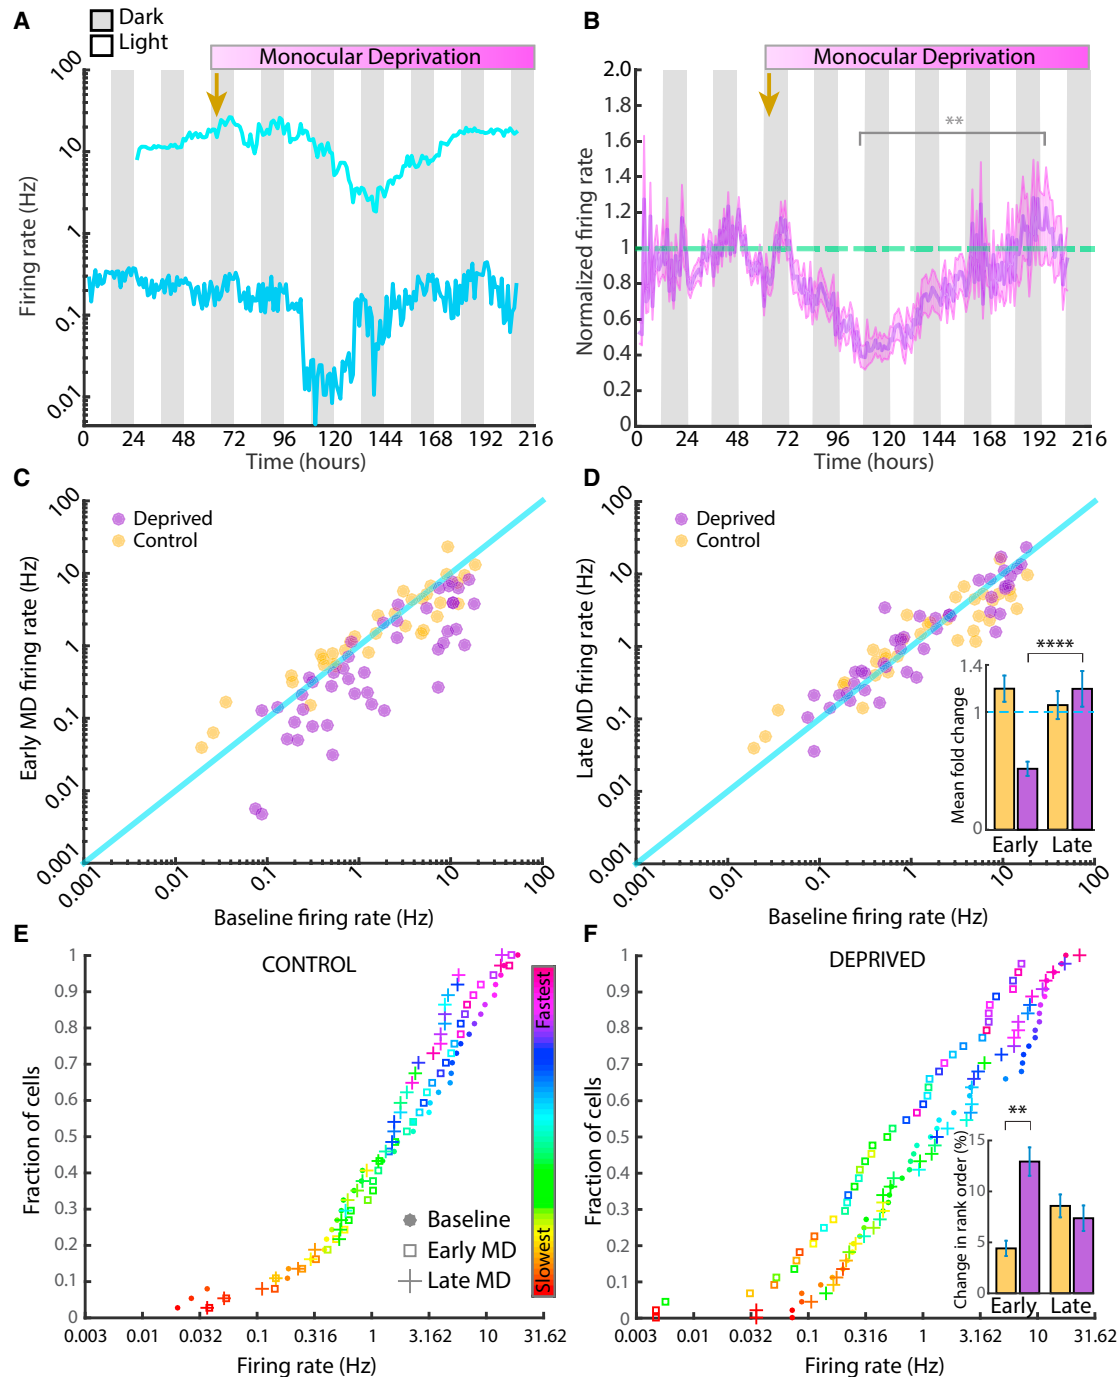 A
Dark
Light
Monocular Deprivation
100
10
1
0.1
0.01
Firing rate (Hz)
0 24 48 72 96 120 144 168 192 216
Time (hours)
B
Monocular Deprivation
2.0
1.8
1.6
1.4
1.2
1
0.8
0.6
0.4
0.2
0
**
Normalized firing rate
0 24 48 72 96 120 144 168 192 216
Time (hours)
C
Deprived
Control
100
10
1
0.1
0.01
0.001
Early MD firing rate (Hz)
0.001 0.01 0.1 1 10 100
Baseline firing rate (Hz)
D
Deprived
Control
100
10
1
0.1
0.01
0.001
Late MD firing rate (Hz)
0.001 0.01 0.1 1 10 100
Baseline firing rate (Hz)
****
1.4
1
0
Mean fold change
Early Late
E
CONTROL
1
0.9
0.8
0.7
0.6
0.5
0.4
0.3
0.2
0.1
0
Fraction of cells
Fastest
Slowest
Baseline
Early MD
Late MD
0.003 0.01 0.032 0.1 0.316 1 3.162 10 31.62
Firing rate (Hz)
F
DEPRIVED
1
0.9
0.8
0.7
0.6
0.5
0.4
0.3
0.2
0.1
0
Fraction of cells
**
15
10
5
0
Change in rank order (%)
Early Late
0.003 0.01 0.032 0.1 0.316 1 3.162 10 31.62
Firing rate (Hz)